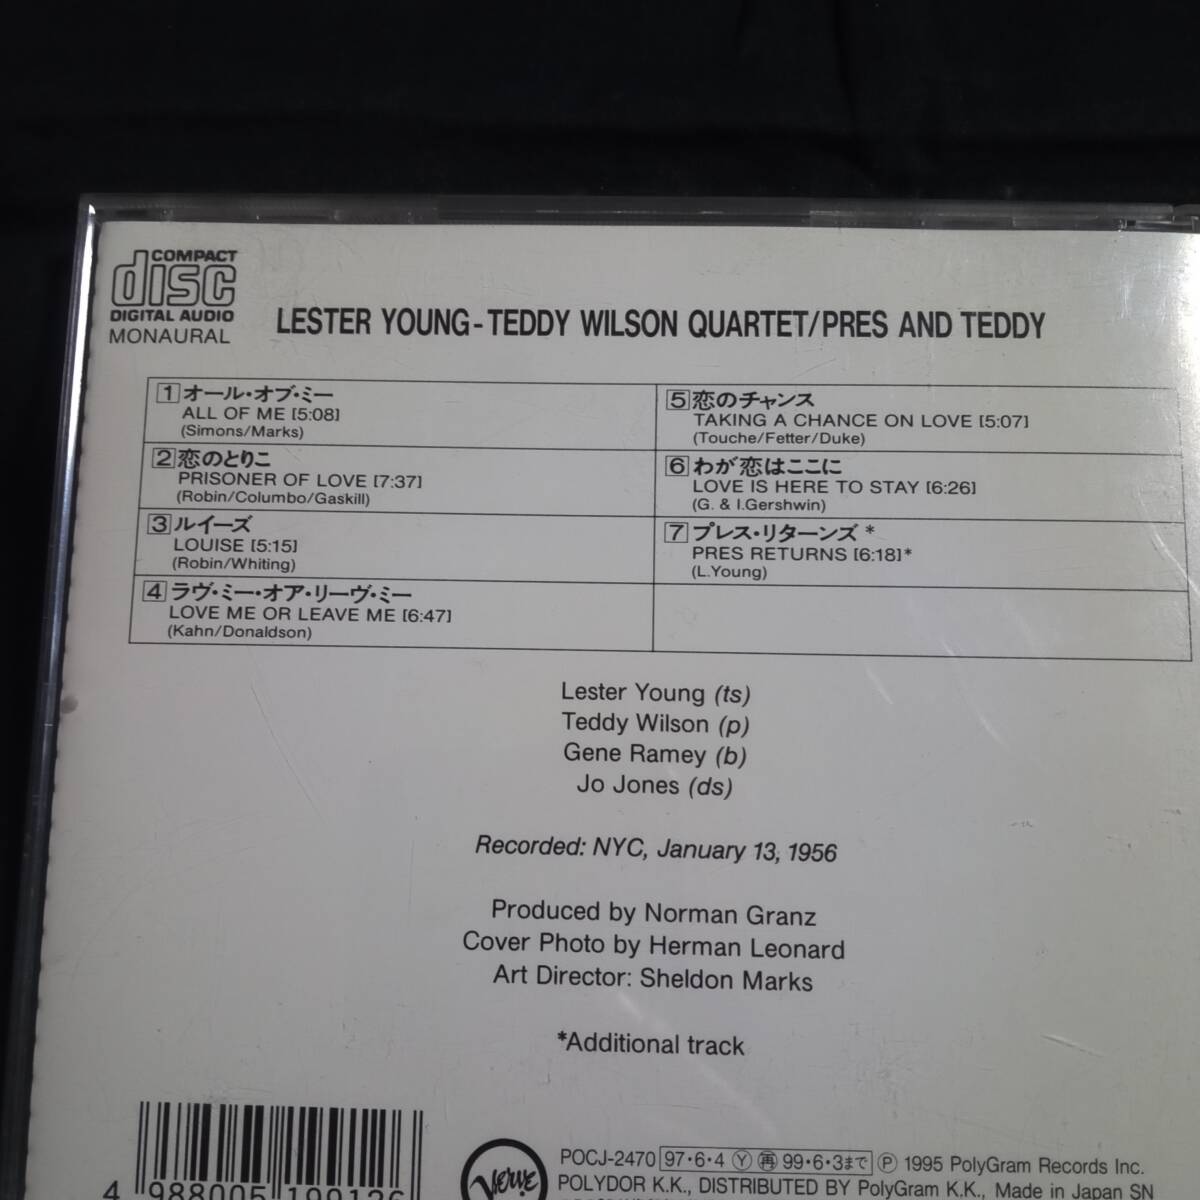 COMPACT
disc
DIGITAL AUDIO
MONAURAL
LESTER YOUNG-TEDDY WILSON QUARTET/PRES AND TEDDY
1 オール・オブ・ミー
ALL OF ME [5:08]
(Simons/Marks)
2 恋のとりこ
PRISONER OF LOVE [7:37]
(Robin/Columbo/Gaskill)
3 ルイーズ
LOUISE [5:15]
(Robin/Whiting)
4 ラヴ・ミー・オア・リーヴ・ミー
LOVE ME OR LEAVE ME [6:47]
(Kahn/Donaldson)
5 恋のチャンス
TAKING A CHANCE ON LOVE [5:07]
(Touche/Fetter/Duke)
6 わが恋はここに
LOVE IS HERE TO STAY [6:26]
(G. & I.Gershwin)
7 プレス・リターンズ *
PRES RETURNS [6:18]*
(L.Young)
Lester Young (ts)
Teddy Wilson (p)
Gene Ramey (b)
Jo Jones (ds)
Recorded: NYC, January 13, 1956
Produced by Norman Granz
Cover Photo by Herman Leonard
Art Director: Sheldon Marks
*Additional track
Verve
POCJ-2470 97・6・4 Ⓨ 再 99・6・3まで Ⓟ 1995 PolyGram Records Inc.
POLYDOR K.K., DISTRIBUTED BY PolyGram K.K., Made in Japan SN
4 988005 199126